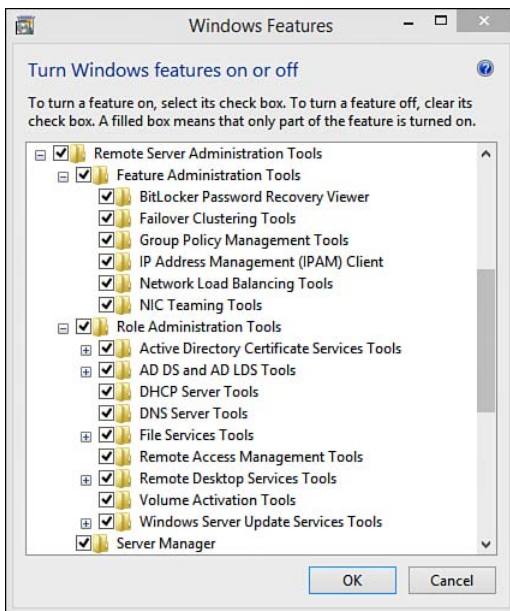 Windows Features
Turn Windows features on or off
To turn a feature on, select its check box. To turn a feature off, clear its
check box. A filled box means that only part of the feature is turned on.
Remote Server Administration Tools
Feature Administration Tools
BitLocker Password Recovery Viewer
Failover Clustering Tools
Group Policy Management Tools
IP Address Management (IPAM) Client
Network Load Balancing Tools
NIC Teaming Tools
Role Administration Tools
Active Directory Certificate Services Tools
AD DS and AD LDS Tools
DHCP Server Tools
DNS Server Tools
File Services Tools
Remote Access Management Tools
Remote Desktop Services Tools
Volume Activation Tools
Windows Server Update Services Tools
Server Manager
OK
Cancel